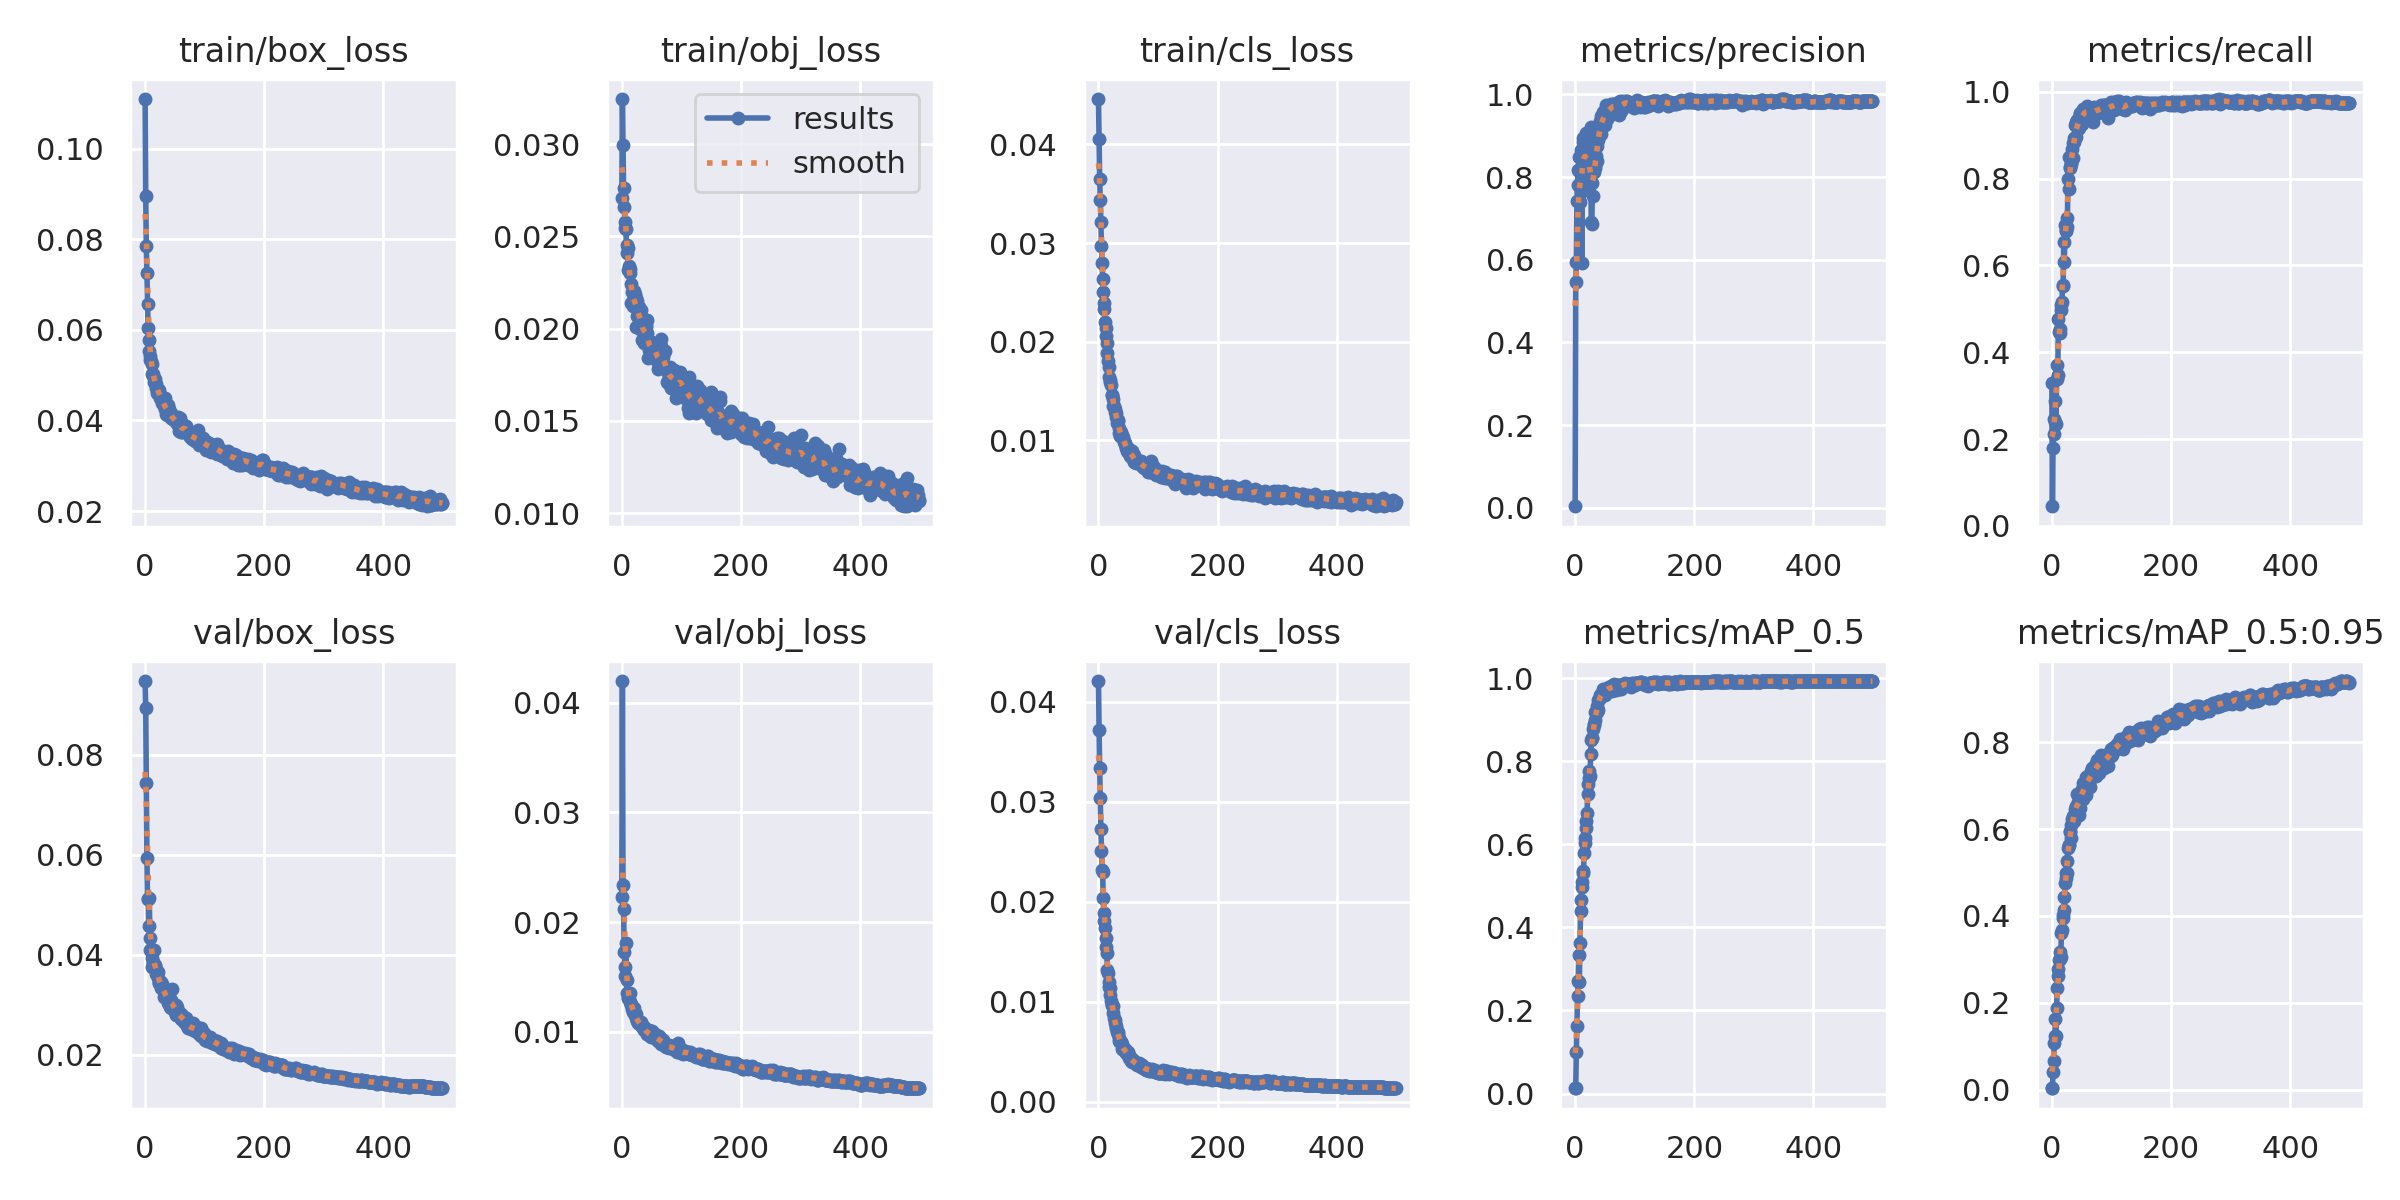 train/box_loss
0.10
0.08
0.06
0.04
0.02
0 200 400
train/obj_loss
results
smooth
0.030
0.025
0.020
0.015
0.010
0 200 400
train/cls_loss
0.04
0.03
0.02
0.01
0 200 400
metrics/precision
1.0
0.8
0.6
0.4
0.2
0.0
0 200 400
metrics/recall
1.0
0.8
0.6
0.4
0.2
0.0
0 200 400
val/box_loss
0.08
0.06
0.04
0.02
0 200 400
val/obj_loss
0.04
0.03
0.02
0.01
0 200 400
val/cls_loss
0.04
0.03
0.02
0.01
0.00
0 200 400
metrics/mAP_0.5
1.0
0.8
0.6
0.4
0.2
0.0
0 200 400
metrics/mAP_0.5:0.95
0.8
0.6
0.4
0.2
0.0
0 200 400